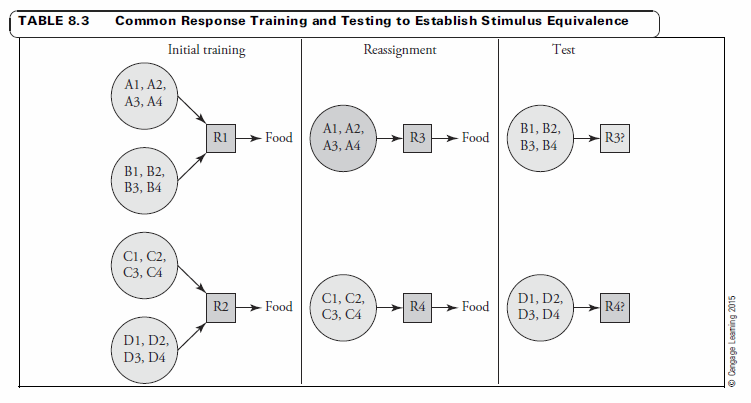 TABLE 8.3 Common Response Training and Testing to Establish Stimulus Equivalence
Initial training
Reassignment
Test
A1, A2,
A3, A4
B1, B2,
B3, B4
R1
Food
A1, A2,
A3, A4
R3
Food
B1, B2,
B3, B4
R3?
C1, C2,
C3, C4
D1, D2,
D3, D4
R2
Food
C1, C2,
C3, C4
R4
Food
D1, D2,
D3, D4
R4?
© Cengage Learning 2015